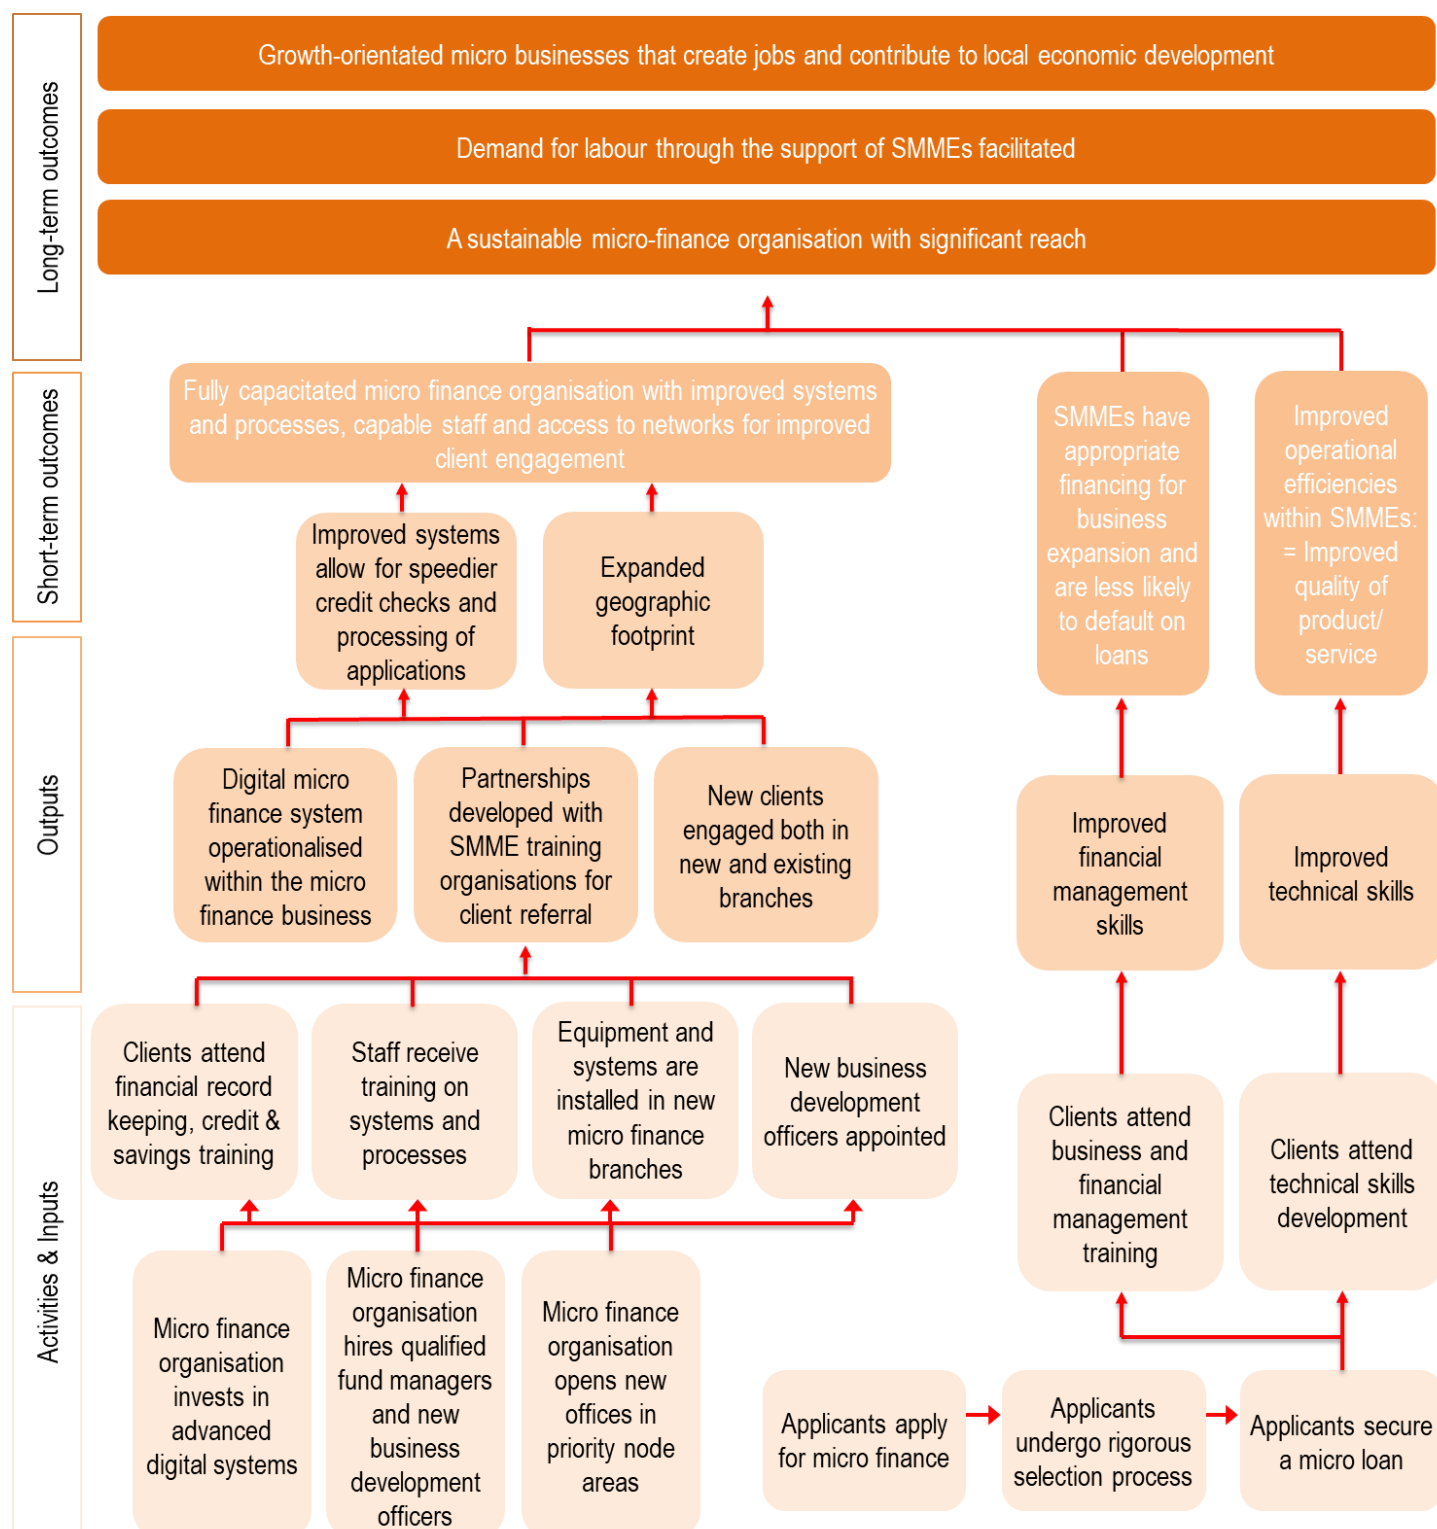 Long-term outcomes
Growth-orientated micro businesses that create jobs and contribute to local economic development
Demand for labour through the support of SMMEs facilitated
A sustainable micro-finance organisation with significant reach
Short-term outcomes
Fully capacitated micro finance organisation with improved systems
and processes, capable staff and access to networks for improved
client engagement
SMMEs have
appropriate
financing for
business
expansion and
are less likely
to default on
loans
Improved
operational
efficiencies
within SMMEs:
= Improved
quality of
product/
service
Improved systems
allow for speedier
credit checks and
processing of
applications
Expanded
geographic
footprint
Outputs
Digital micro
finance system
operationalised
within the micro
finance business
Partnerships
developed with
SMME training
organisations for
client referral
New clients
engaged both in
new and existing
branches
Improved
financial
management
skills
Improved
technical skills
Activities & Inputs
Clients attend
financial record
keeping, credit &
savings training
Staff receive
training on
systems and
processes
Equipment and
systems are
installed in new
micro finance
branches
New business
development
officers appointed
Clients attend
business and
financial
management
training
Clients attend
technical skills
development
Micro finance
organisation
invests in
advanced
digital systems
Micro finance
organisation
hires qualified
fund managers
and new
business
development
officers
Micro finance
organisation
opens new
offices in
priority node
areas
Applicants apply
for micro finance
Applicants
undergo rigorous
selection process
Applicants secure
a micro loan